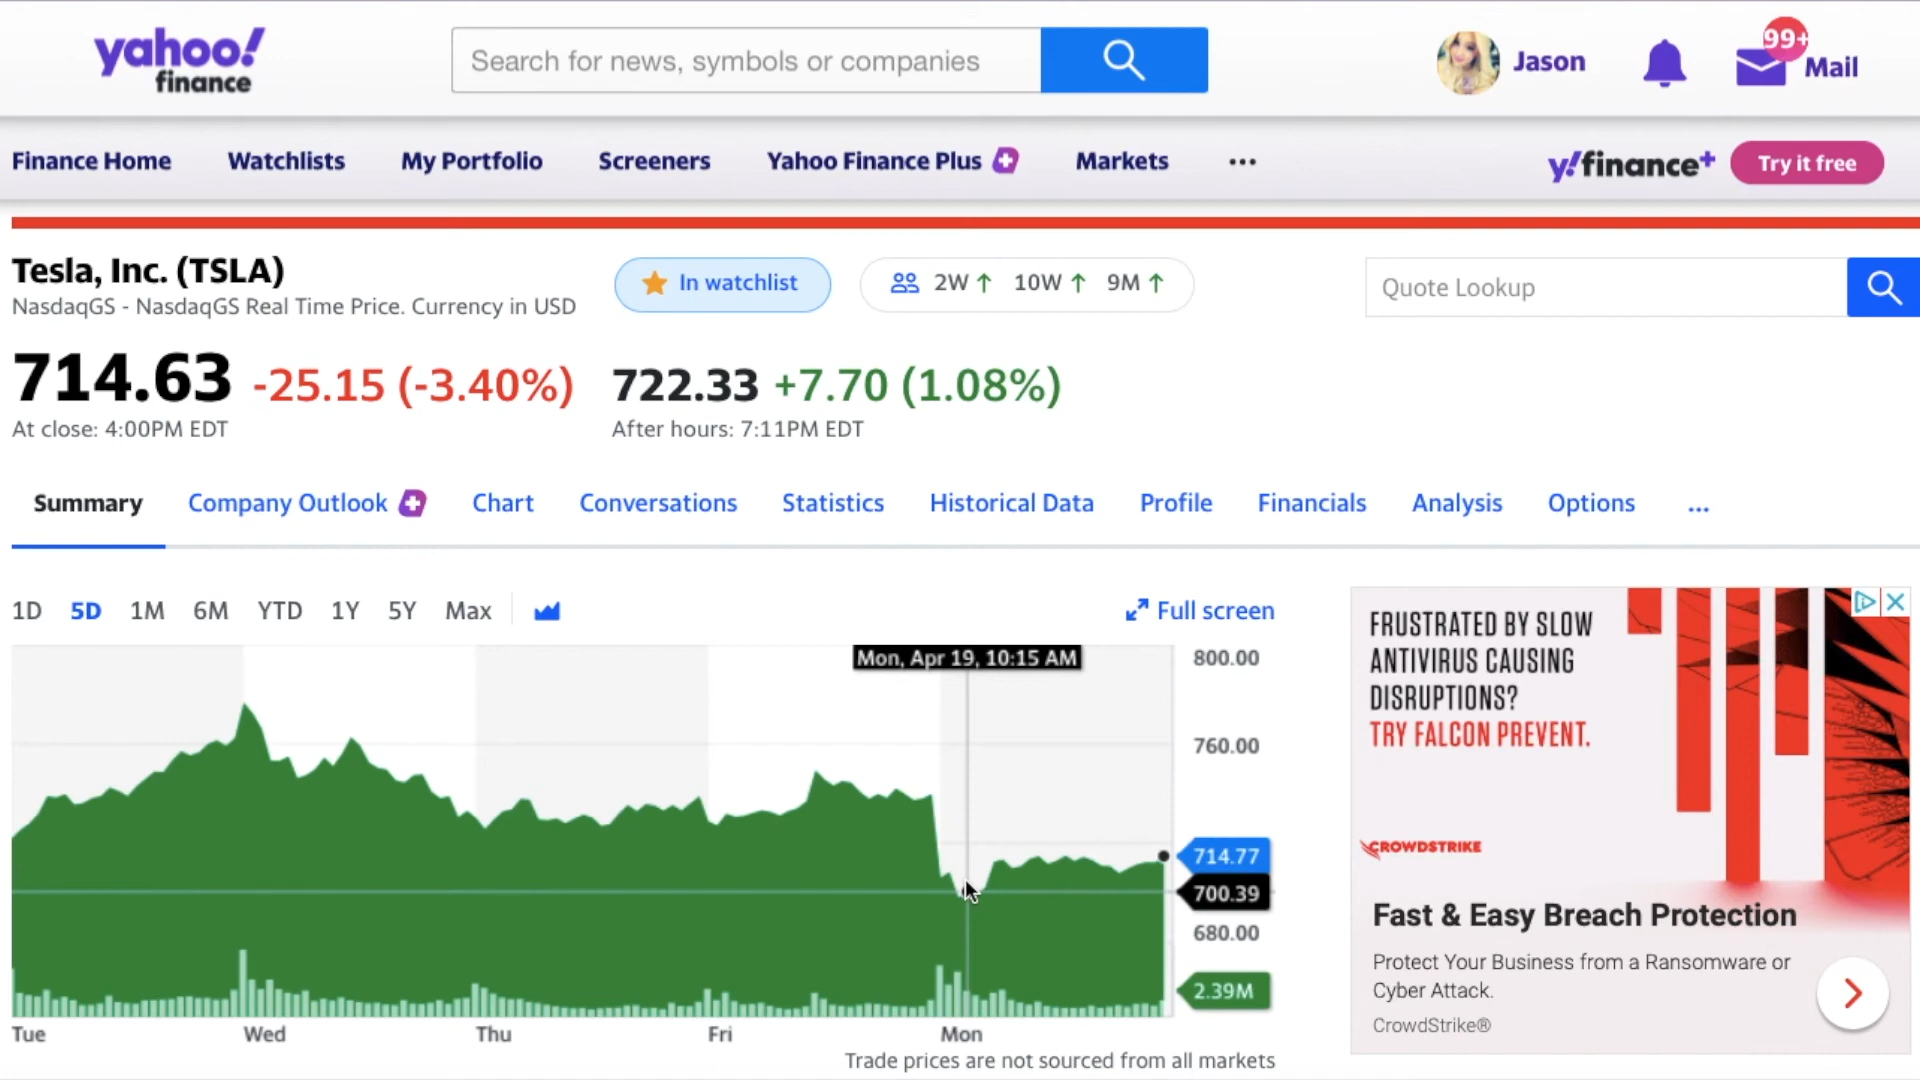 yahoo!
finance
Search for news, symbols or companies
Jason
99+
Mail
Finance Home
Watchlists
My Portfolio
Screeners
Yahoo Finance Plus
Markets
...
y!finance+
Try it free
Tesla, Inc. (TSLA)
NasdaqGS - NasdaqGS Real Time Price. Currency in USD
In watchlist
2W↑ 10W↑ 9M↑
Quote Lookup
714.63 -25.15 (-3.40%)
At close: 4:00PM EDT
722.33 +7.70 (1.08%)
After hours: 7:11PM EDT
Summary
Company Outlook
Chart
Conversations
Statistics
Historical Data
Profile
Financials
Analysis
Options
...
1D 5D 1M 6M YTD 1Y 5Y Max
Full screen
Mon, Apr 19, 10:15 AM
800.00
760.00
714.77
700.39
680.00
2.39M
Tue Wed Thu Fri Mon
Trade prices are not sourced from all markets
FRUSTRATED BY SLOW
ANTIVIRUS CAUSING
DISRUPTIONS?
TRY FALCON PREVENT.
CROWDSTRIKE
Fast & Easy Breach Protection
Protect Your Business from a Ransomware or
Cyber Attack.
CrowdStrike®